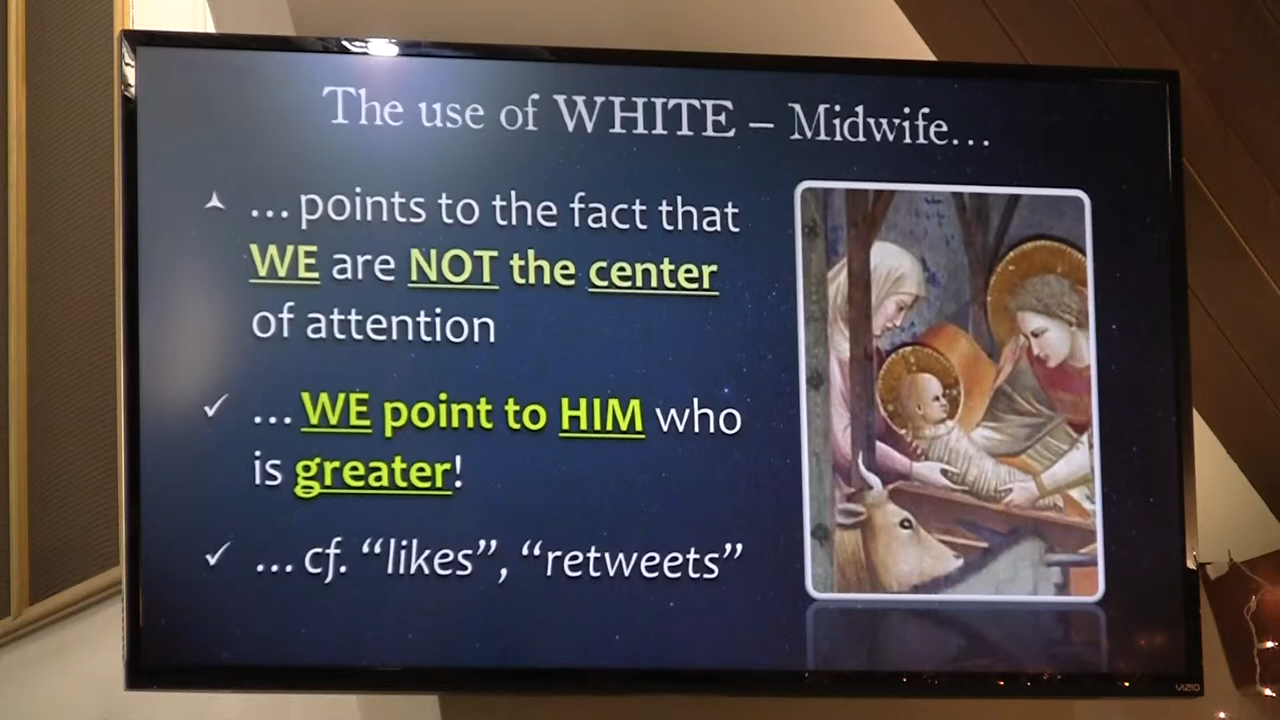 The use of WHITE – Midwife…
… points to the fact that
WE are NOT the center
of attention
… WE point to HIM who
is greater!
… cf. “likes”, “retweets”
VIZIO